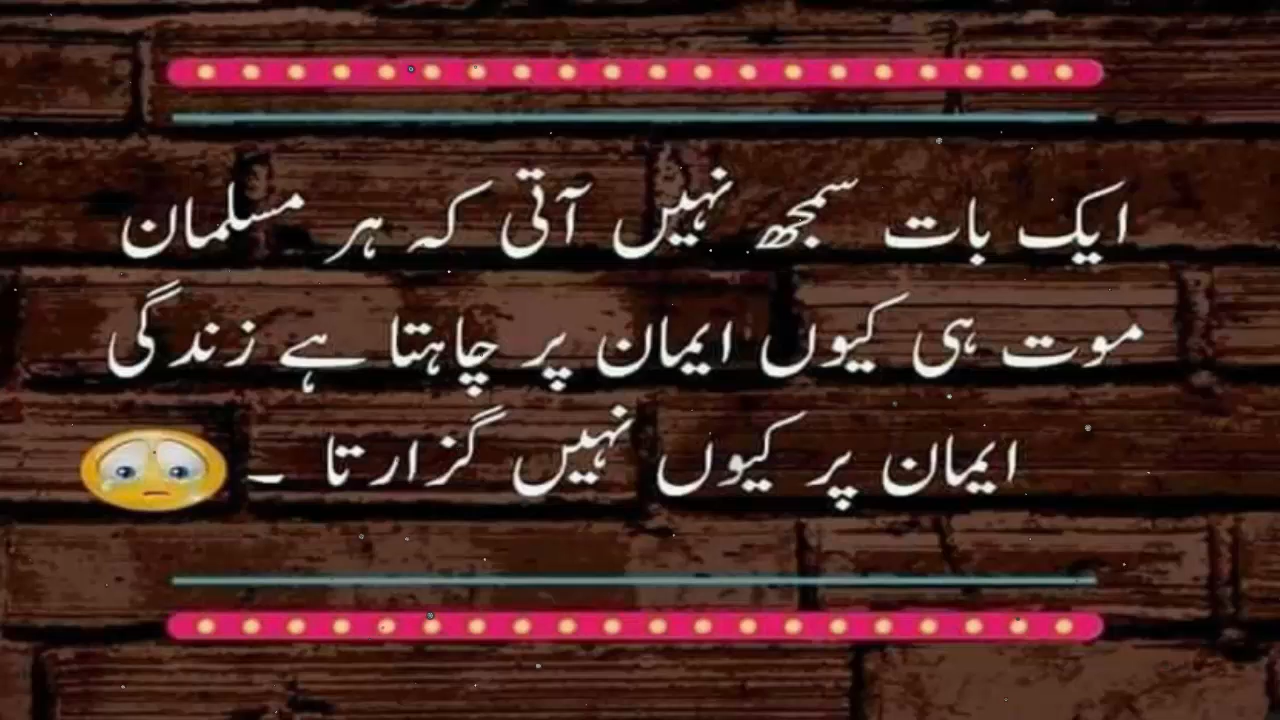 ایک بات سمجھ نہیں آتی کہ ہر مسلمان
موت ہی کیوں ایمان پر چاہتا ہے زندگی
ایمان پر کیوں نہیں گزارتا ۔